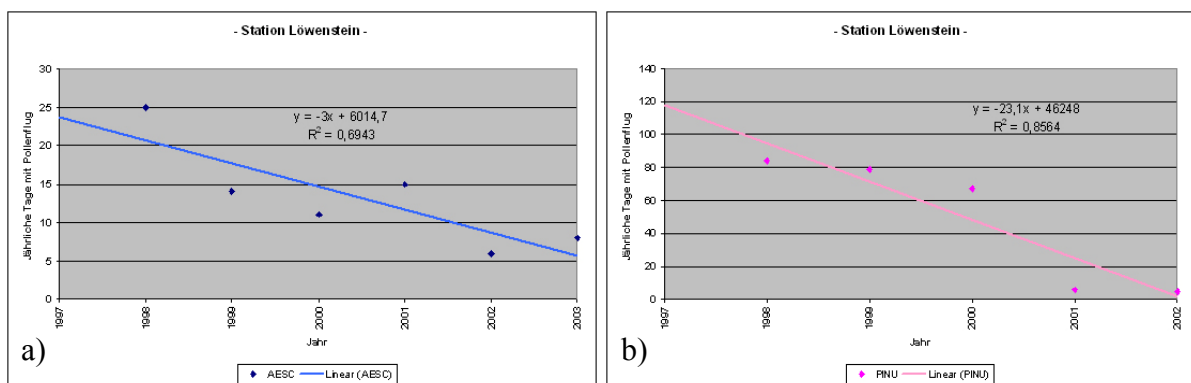 - Station Löwenstein -
Jährliche Tage mit Pollenflug
30
25
20
15
10
5
0
y = -3x + 6014,7
R² = 0,6943
1997
1998
1999
2000
2001
2002
2003
Jahr
AESC
Linear (AESC)
a)
- Station Löwenstein -
Jährliche Tage mit Pollenflug
140
120
100
80
60
40
20
0
y = -23,1x + 46248
R² = 0,8564
1997
1998
1999
2000
2001
2002
Jahr
PINU
Linear (PINU)
b)